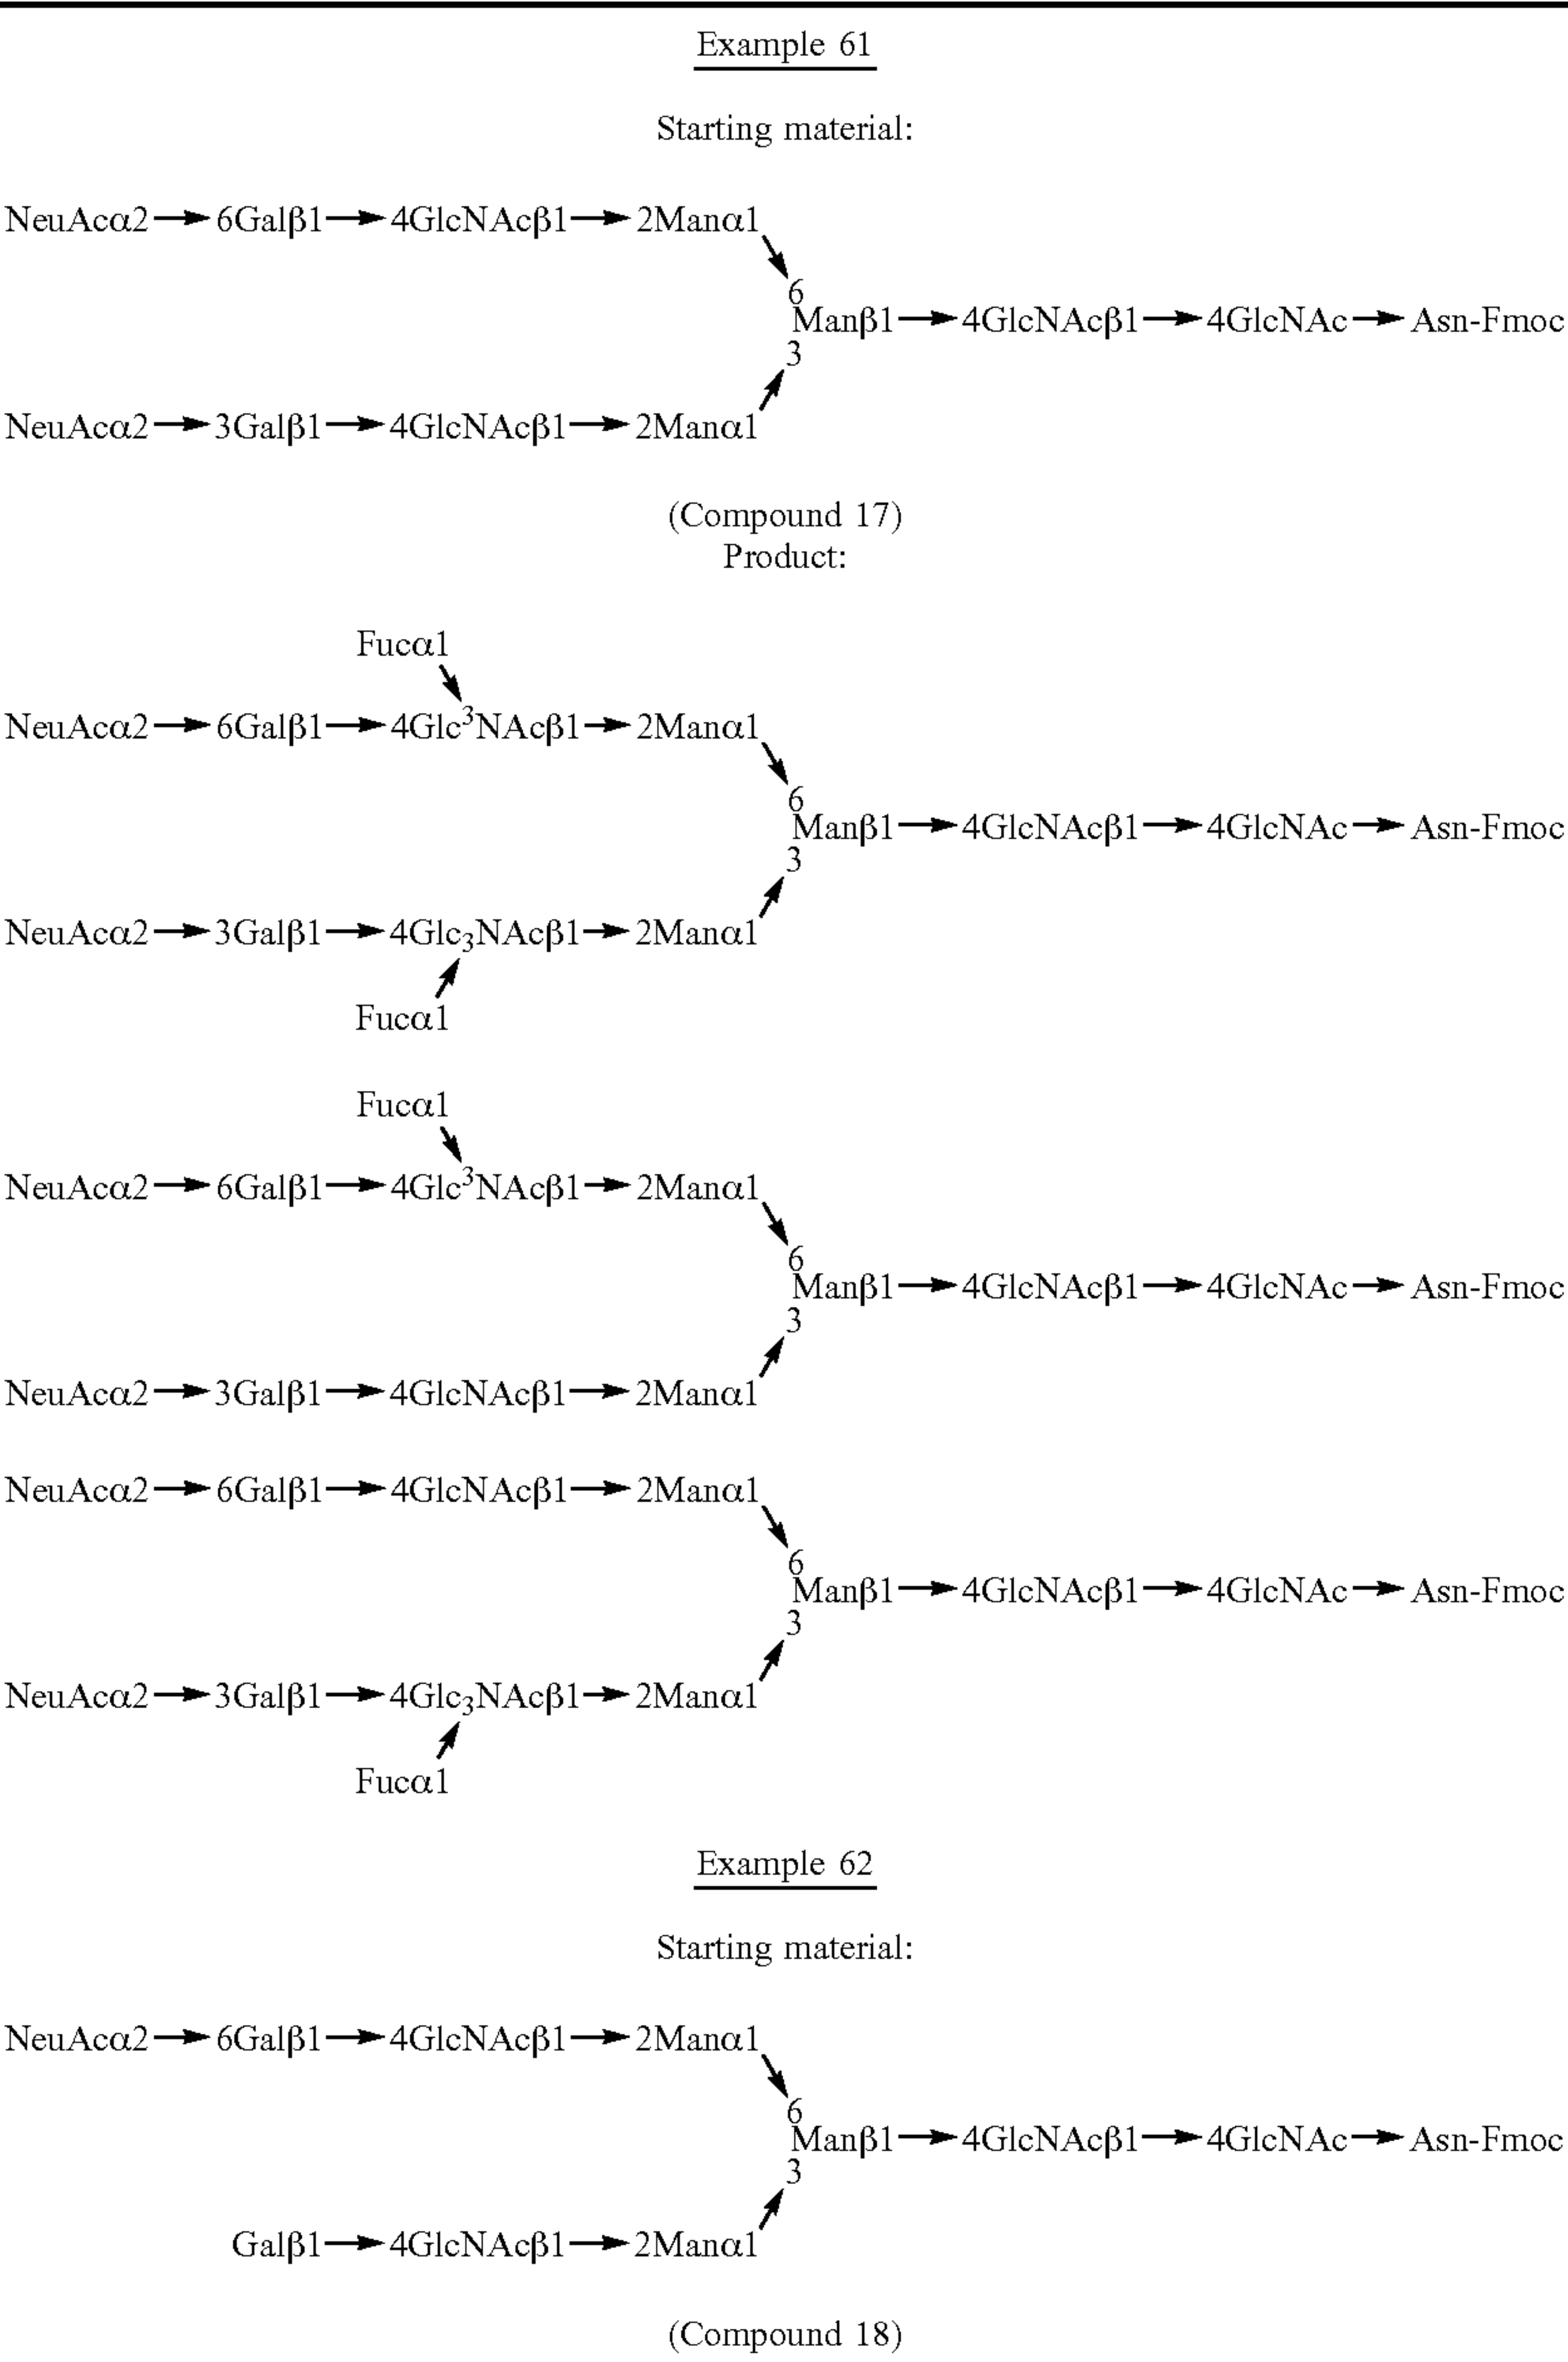 Example 61
Starting material:
NeuAcα2→6Galβ1→4GlcNAcβ1→2Manα1
6
Manβ1→4GlcNAcβ1→4GlcNAc→Asn-Fmoc
3
NeuAcα2→3Galβ1→4GlcNAcβ1→2Manα1
(Compound 17)
Product:
Fucα1
NeuAcα2→6Galβ1→4Glc³NAcβ1→2Manα1
6
Manβ1→4GlcNAcβ1→4GlcNAc→Asn-Fmoc
3
NeuAcα2→3Galβ1→4Glc₃NAcβ1→2Manα1
Fucα1
Fucα1
NeuAcα2→6Galβ1→4Glc³NAcβ1→2Manα1
6
Manβ1→4GlcNAcβ1→4GlcNAc→Asn-Fmoc
3
NeuAcα2→3Galβ1→4GlcNAcβ1→2Manα1
NeuAcα2→6Galβ1→4GlcNAcβ1→2Manα1
6
Manβ1→4GlcNAcβ1→4GlcNAc→Asn-Fmoc
3
NeuAcα2→3Galβ1→4Glc₃NAcβ1→2Manα1
Fucα1
Example 62
Starting material:
NeuAcα2→6Galβ1→4GlcNAcβ1→2Manα1
6
Manβ1→4GlcNAcβ1→4GlcNAc→Asn-Fmoc
3
Galβ1→4GlcNAcβ1→2Manα1
(Compound 18)